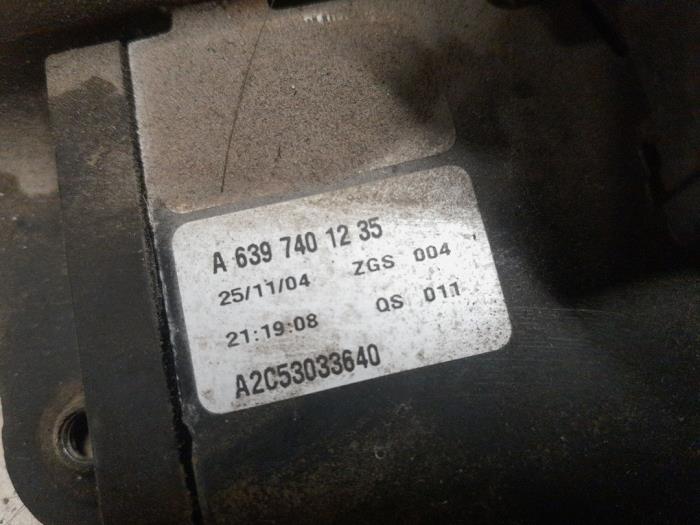 A 639 740 12 35
25/11/04 ZGS 004
21:19:08 QS 011
A2C53033640